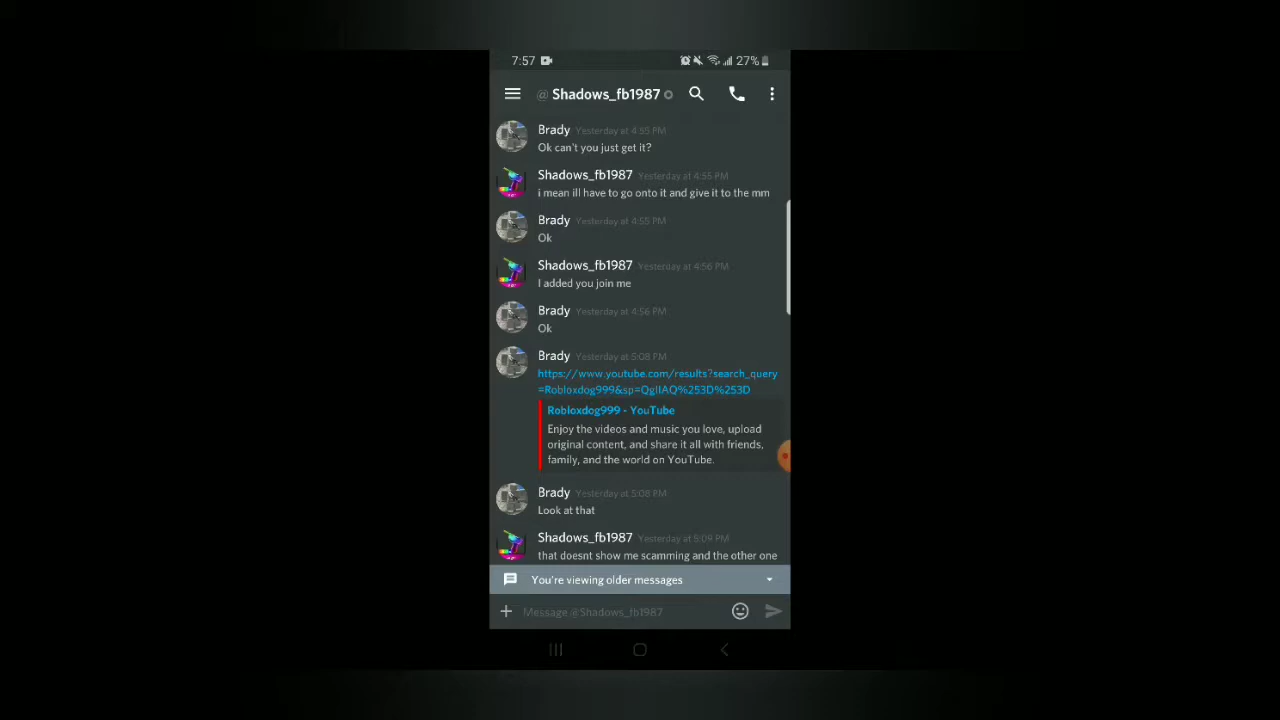 7:57 27%
@ Shadows_fb1987
Brady Yesterday at 4:55 PM
Ok can't you just get it?
Shadows_fb1987 Yesterday at 4:55 PM
i mean ill have to go onto it and give it to the mm
Brady Yesterday at 4:55 PM
Ok
Shadows_fb1987 Yesterday at 4:56 PM
I added you join me
Brady Yesterday at 4:56 PM
Ok
Brady Yesterday at 5:08 PM
https://www.youtube.com/results?search_query
=Robloxdog999&sp=QgIIAQ%253D%253D
Robloxdog999 - YouTube
Enjoy the videos and music you love, upload
original content, and share it all with friends,
family, and the world on YouTube.
Brady Yesterday at 5:08 PM
Look at that
Shadows_fb1987 Yesterday at 5:09 PM
that doesnt show me scamming and the other one
You're viewing older messages
Message @Shadows_fb1987